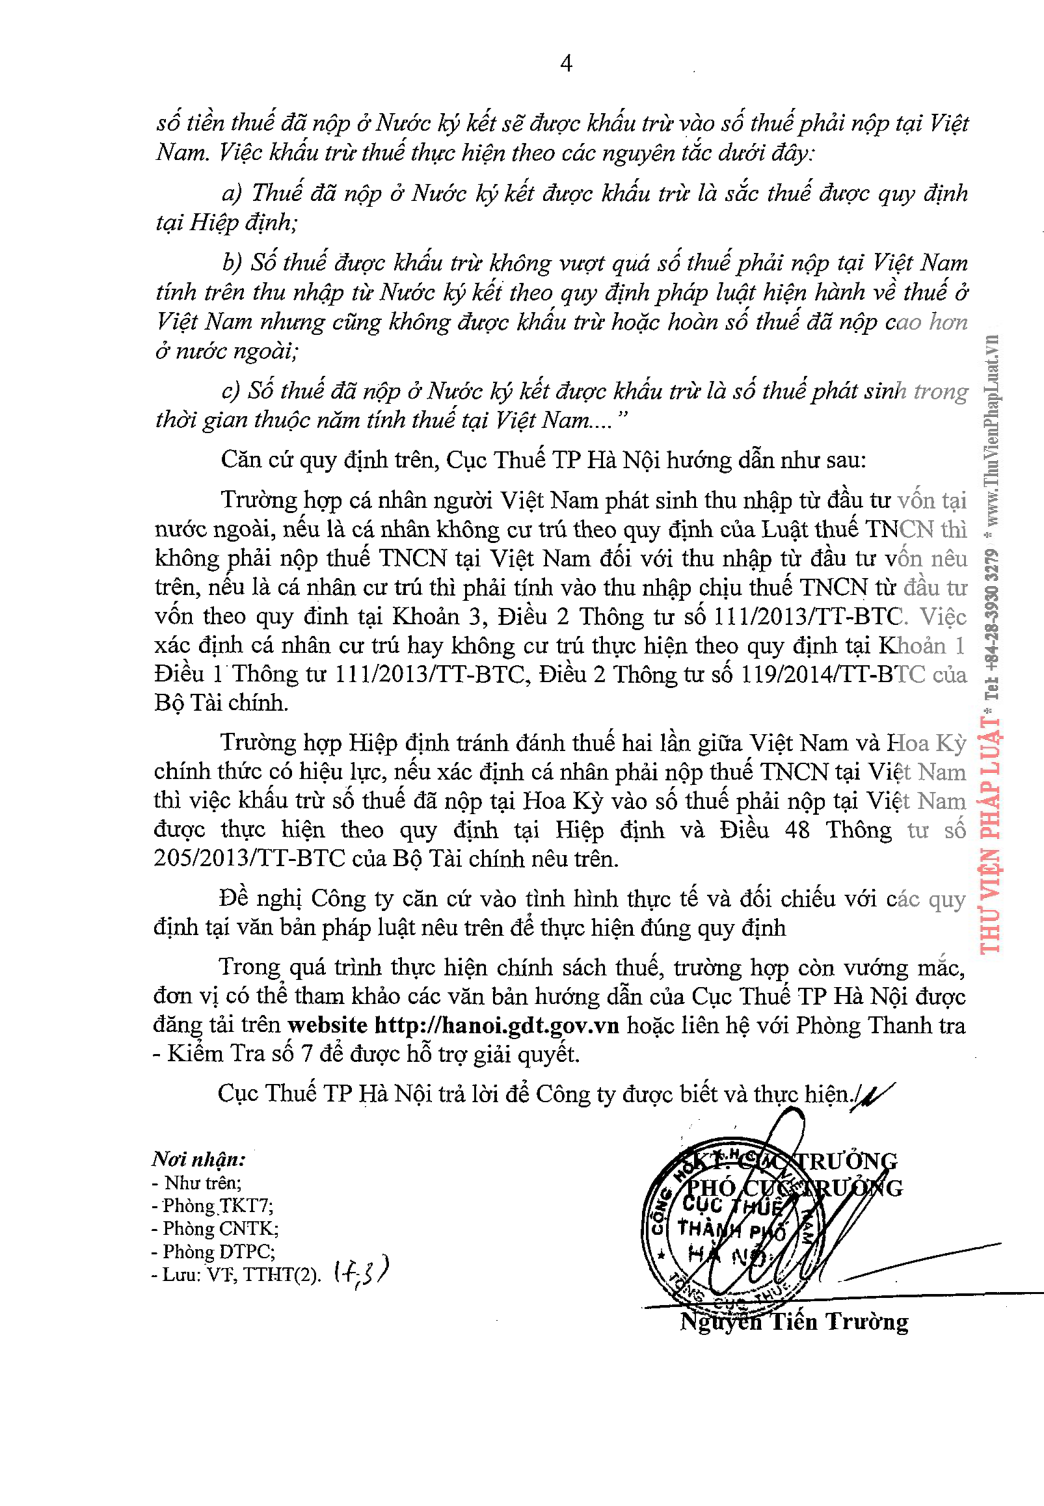 4
số tiền thuế đã nộp ở Nước ký kết sẽ được khấu trừ vào số thuế phải nộp tại Việt
Nam. Việc khấu trừ thuế thực hiện theo các nguyên tắc dưới đây:
a) Thuế đã nộp ở Nước ký kết được khấu trừ là sắc thuế được quy định
tại Hiệp định;
b) Số thuế được khấu trừ không vượt quá số thuế phải nộp tại Việt Nam
tính trên thu nhập từ Nước ký kết theo quy định pháp luật hiện hành về thuế ở
Việt Nam nhưng cũng không được khấu trừ hoặc hoàn số thuế đã nộp cao hơn
ở nước ngoài;
c) Số thuế đã nộp ở Nước ký kết được khấu trừ là số thuế phát sinh trong
thời gian thuộc năm tính thuế tại Việt Nam.... "
Căn cứ quy định trên, Cục Thuế TP Hà Nội hướng dẫn như sau:
Trường hợp cá nhân người Việt Nam phát sinh thu nhập từ đầu tư vốn tại
nước ngoài, nếu là cá nhân không cư trú theo quy định của Luật thuế TNCN thì
không phải nộp thuế TNCN tại Việt Nam đối với thu nhập từ đầu tư vốn nêu
trên, nếu là cá nhân cư trú thì phải tính vào thu nhập chịu thuế TNCN từ đầu tư
vốn theo quy đinh tại Khoản 3, Điều 2 Thông tư số 111/2013/TT-BTC. Việc
xác định cá nhân cư trú hay không cư trú thực hiện theo quy định tại Khoản 1
Điều 1 Thông tư 111/2013/TT-BTC, Điều 2 Thông tư số 119/2014/TT-BTC của
Bộ Tài chính.
Trường hợp Hiệp định tránh đánh thuế hai lần giữa Việt Nam và Hoa Kỳ
chính thức có hiệu lực, nếu xác định cá nhân phải nộp thuế TNCN tại Việt Nam
thì việc khấu trừ số thuế đã nộp tại Hoa Kỳ vào số thuế phải nộp tại Việt Nam
được thực hiện theo quy định tại Hiệp định và Điều 48 Thông tư số
205/2013/TT-BTC của Bộ Tài chính nêu trên.
Đề nghị Công ty căn cứ vào tình hình thực tế và đối chiếu với các quy
định tại văn bản pháp luật nêu trên để thực hiện đúng quy định
Trong quá trình thực hiện chính sách thuế, trường hợp còn vướng mắc,
đơn vị có thể tham khảo các văn bản hướng dẫn của Cục Thuế TP Hà Nội được
đăng tải trên website http://hanoi.gdt.gov.vn hoặc liên hệ với Phòng Thanh tra
- Kiểm Tra số 7 để được hỗ trợ giải quyết.
Cục Thuế TP Hà Nội trả lời để Công ty được biết và thực hiện./.
Nơi nhận:
- Như trên;
- Phòng TKT7;
- Phòng CNTK;
- Phòng DTPC;
- Lưu: VT, TTHT(2).
KT. CỤC TRƯỞNG
PHÓ CỤC TRƯỞNG
CỤC THUẾ
THÀNH PHỐ
HÀ NỘI
TỔNG CỤC THUẾ
Nguyễn Tiến Trường
THƯ VIỆN PHÁP LUẬT * Tel: +84-28-3930 3279 * www.ThuVienPhapLuat.vn